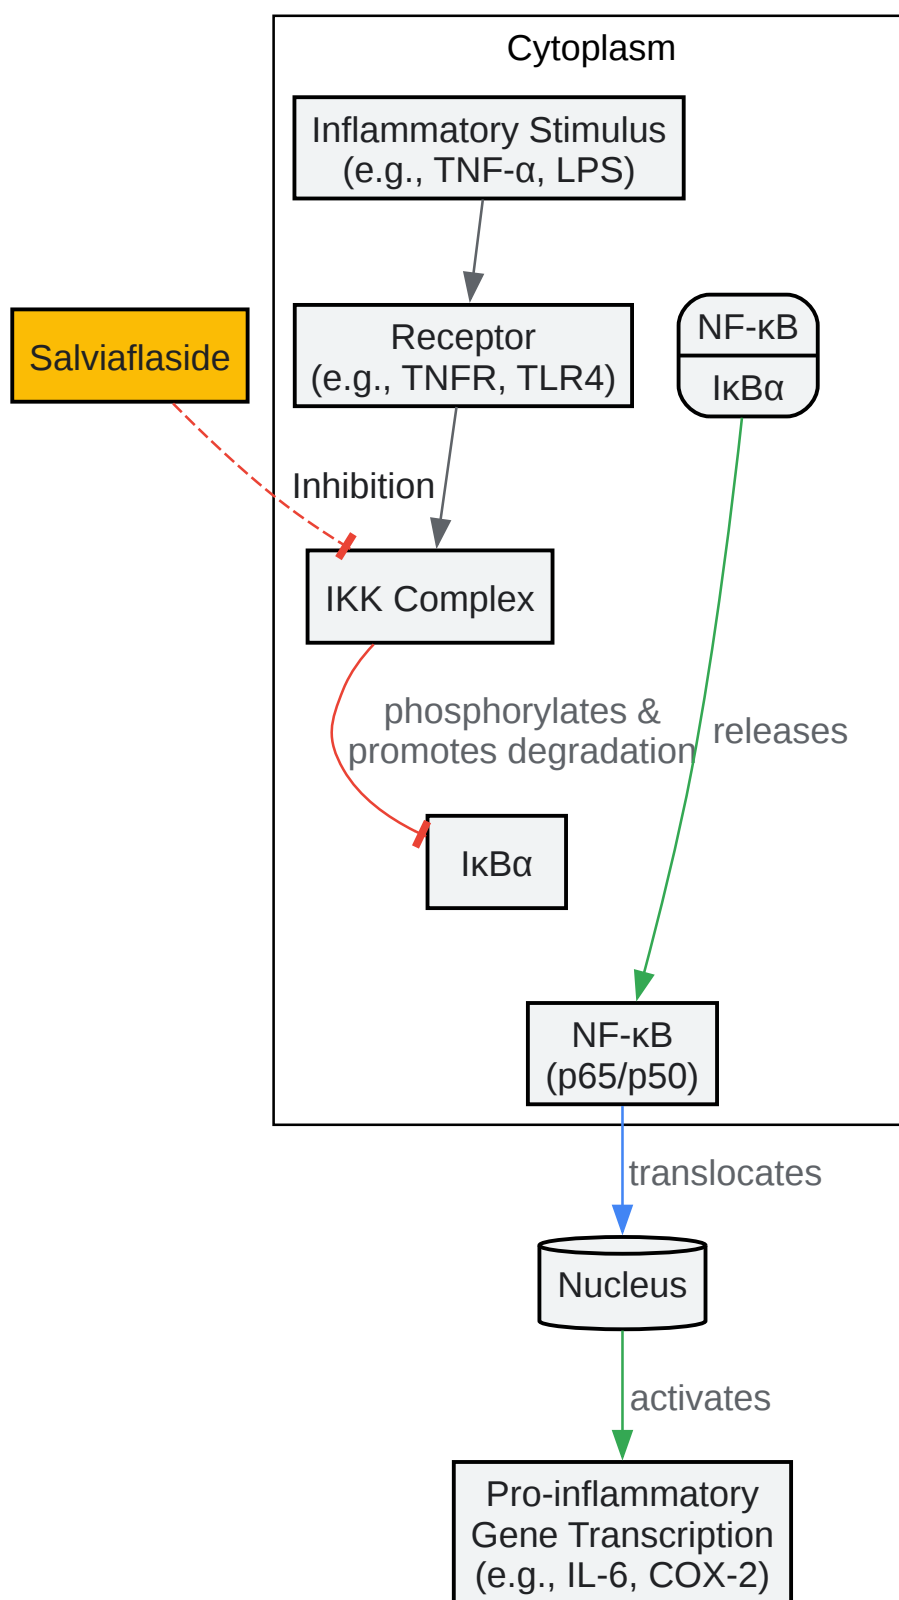 Cytoplasm
Inflammatory Stimulus
(e.g., TNF-α, LPS)
Salviaflaside
Receptor
(e.g., TNFR, TLR4)
NF-κB
IκBα
Inhibition
IKK Complex
phosphorylates &
promotes degradation
releases
IκBα
NF-κB
(p65/p50)
translocates
Nucleus
activates
Pro-inflammatory
Gene Transcription
(e.g., IL-6, COX-2)